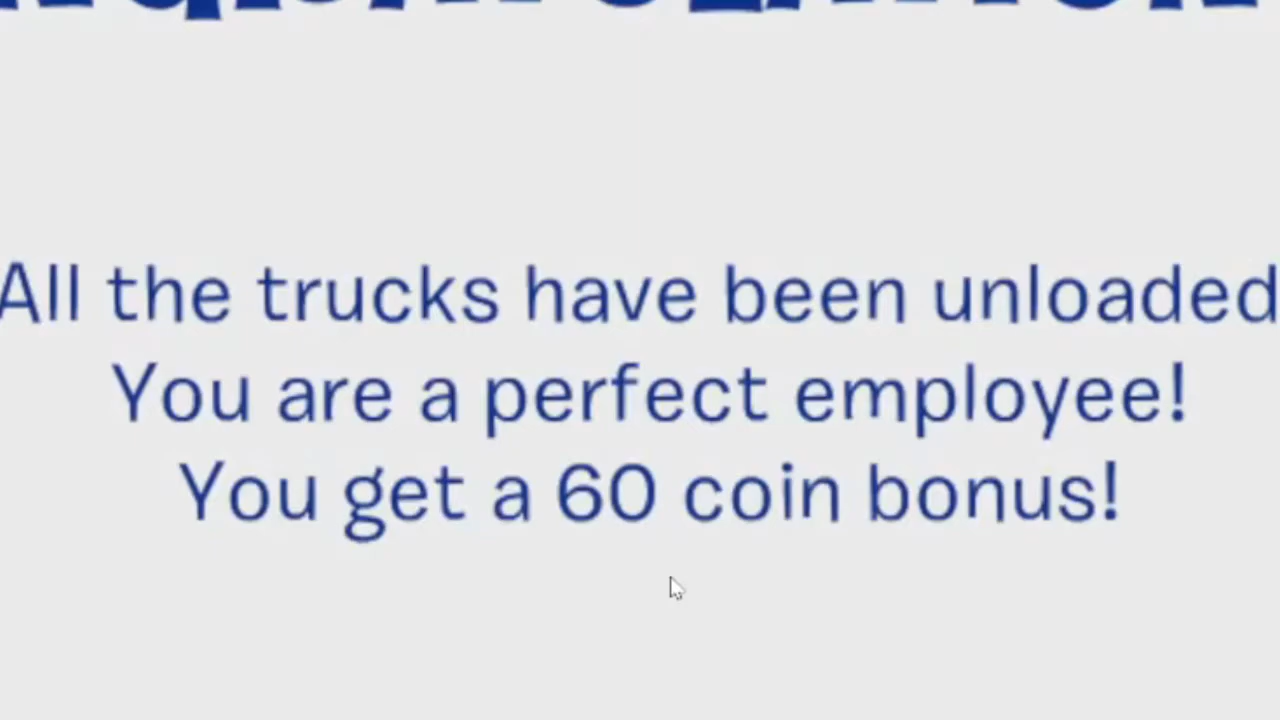 All the trucks have been unloaded
You are a perfect employee!
You get a 60 coin bonus!